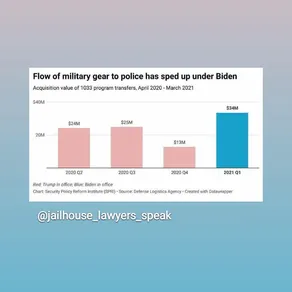 Flow of military gear to police has sped up under Biden
Acquisition value of 1033 program transfers, April 2020 - March 2021
$40M
20M
$24M
$25M
$13M
$34M
2020 Q2
2020 Q3
2020 Q4
2021 Q1
Red: Trump in office; Blue: Biden in office
Chart: Security Policy Reform Institute (SPRI) • Source: Defense Logistics Agency • Created with Datawrapper
@jailhouse_lawyers_speak